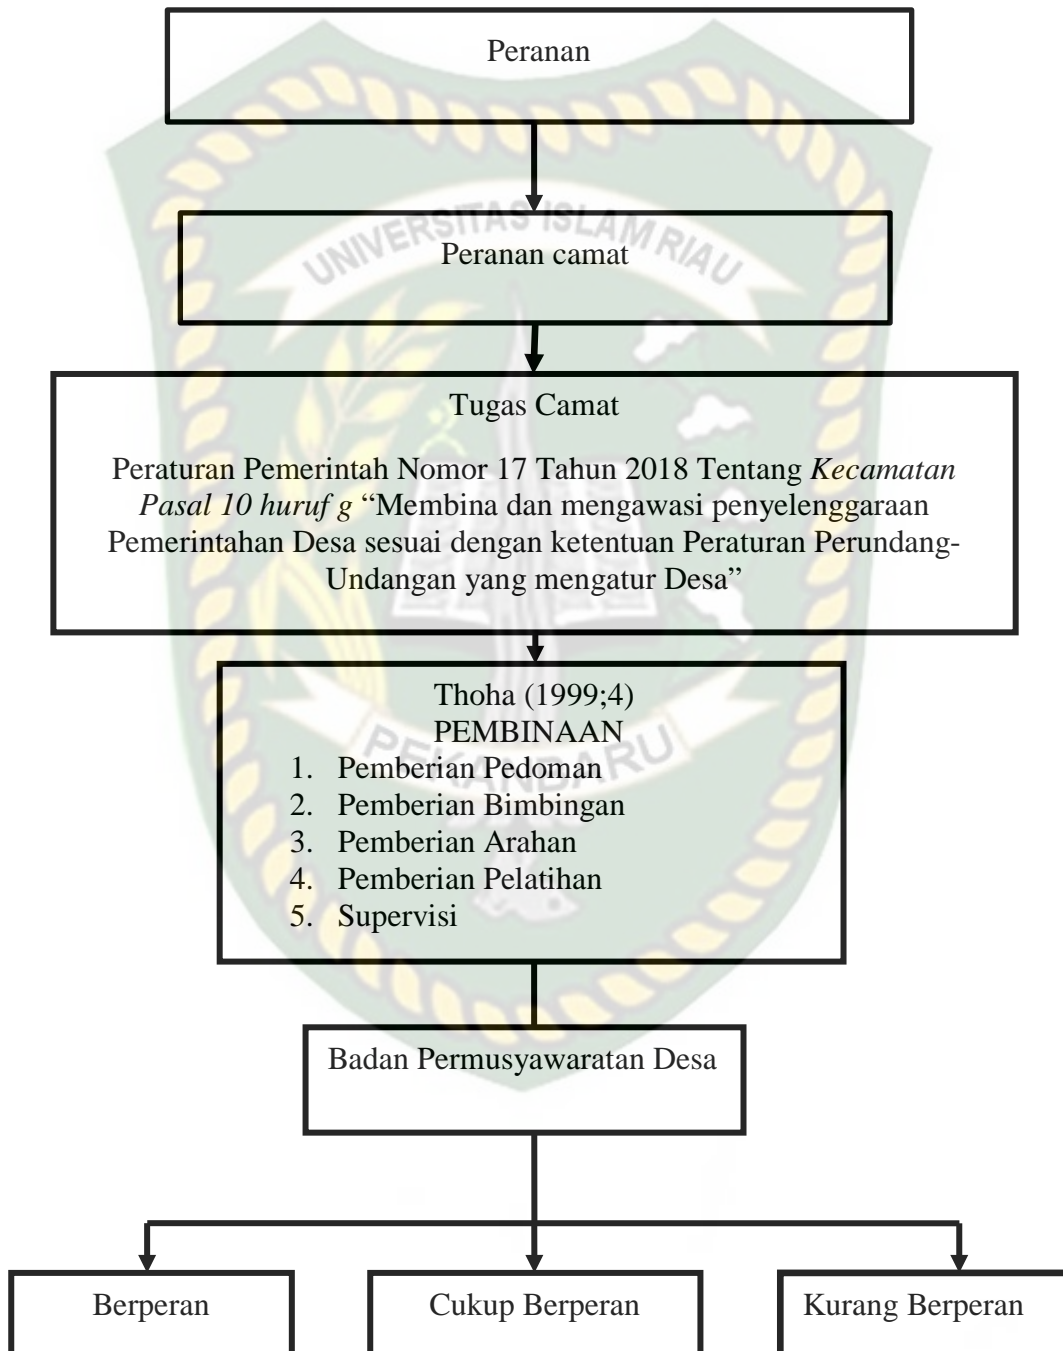 Peranan
UNIVERSITAS ISLAM RIAU
Peranan camat
Tugas Camat
Peraturan Pemerintah Nomor 17 Tahun 2018 Tentang Kecamatan
Pasal 10 huruf g “Membina dan mengawasi penyelenggaraan
Pemerintahan Desa sesuai dengan ketentuan Peraturan Perundang-
Undangan yang mengatur Desa”
Thoha (1999;4)
PEMBINAAN
PEKANBARU
1. Pemberian Pedoman
2. Pemberian Bimbingan
3. Pemberian Arahan
4. Pemberian Pelatihan
5. Supervisi
Badan Permusyawaratan Desa
Berperan
Cukup Berperan
Kurang Berperan